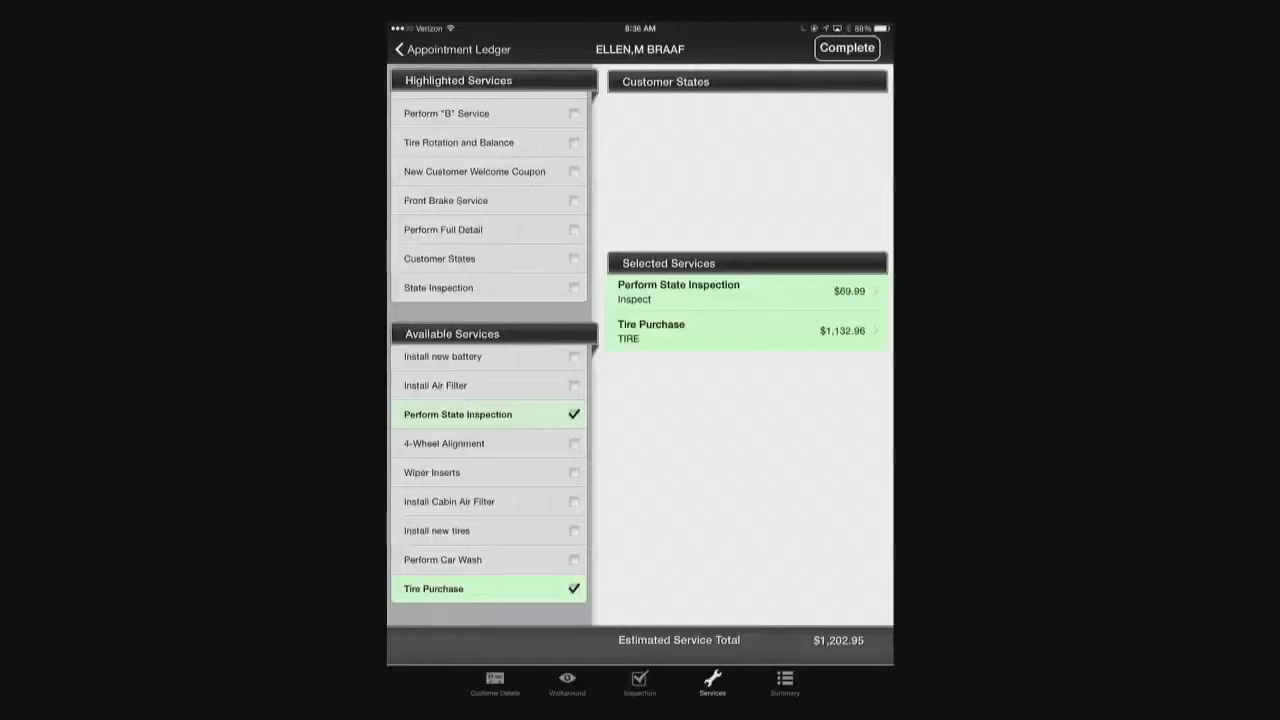 Verizon 8:36 AM 89%
Appointment Ledger ELLEN,M BRAAF Complete
Highlighted Services
Perform "B" Service
Tire Rotation and Balance
New Customer Welcome Coupon
Front Brake Service
Perform Full Detail
Customer States
State Inspection
Available Services
Install new battery
Install Air Filter
Perform State Inspection
4-Wheel Alignment
Wiper Inserts
Install Cabin Air Filter
Install new tires
Perform Car Wash
Tire Purchase
Customer States
Selected Services
Perform State Inspection $69.99
Inspect
Tire Purchase $1,132.96
TIRE
Estimated Service Total $1,202.95
Customer Details Walkaround Inspection Services Summary